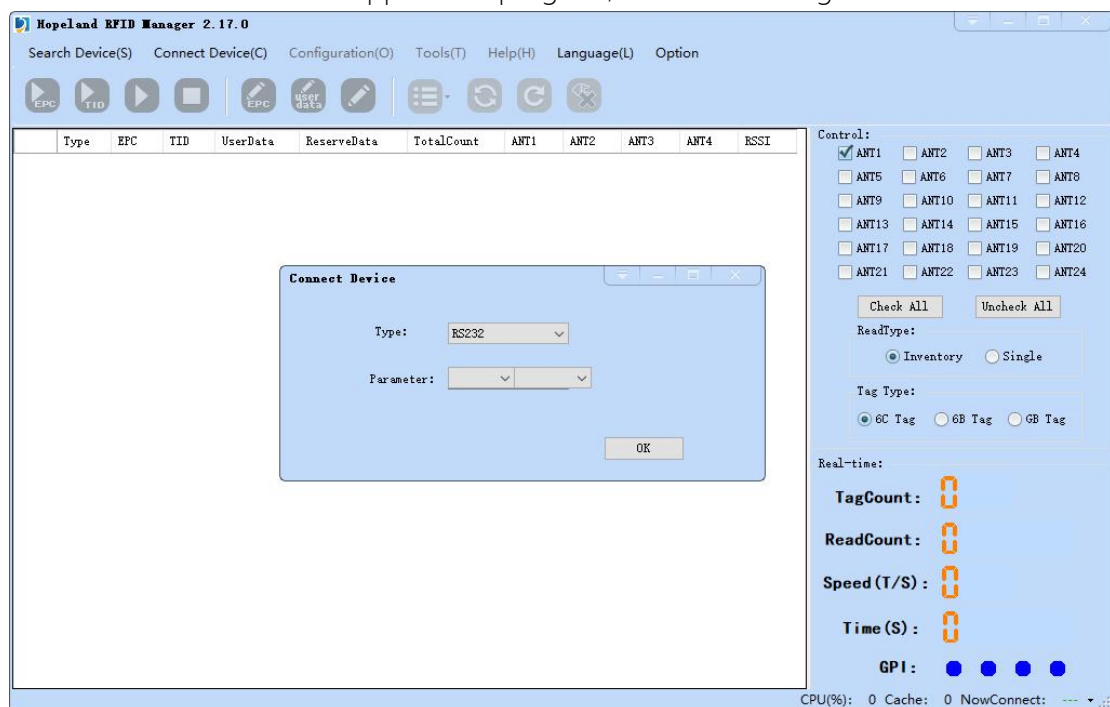 Hopeland RFID Manager 2.17.0
Search Device(S) Connect Device(C) Configuration(O) Tools(T) Help(H) Language(L) Option
EPC TID EPC user data
Type EPC TID UserData ReserveData TotalCount ANT1 ANT2 ANT3 ANT4 RSSI
Control:
ANT1 ANT2 ANT3 ANT4
ANT5 ANT6 ANT7 ANT8
ANT9 ANT10 ANT11 ANT12
ANT13 ANT14 ANT15 ANT16
ANT17 ANT18 ANT19 ANT20
ANT21 ANT22 ANT23 ANT24
Check All Uncheck All
ReadType:
Inventory Single
Tag Type:
6C Tag 6B Tag GB Tag
Connect Device
Type: RS232
Parameter:
OK
Real-time:
TagCount: 0
ReadCount: 0
Speed(T/S): 0
Time(S): 0
GPI:
CPU(%): 0 Cache: 0 NowConnect: ---